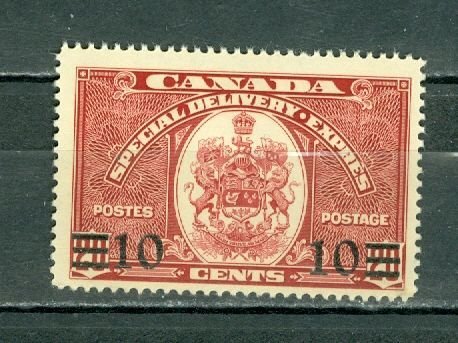 CANADA
SPECIAL DELIVERY · EXPRES
POSTES POSTAGE
10 10
CENTS